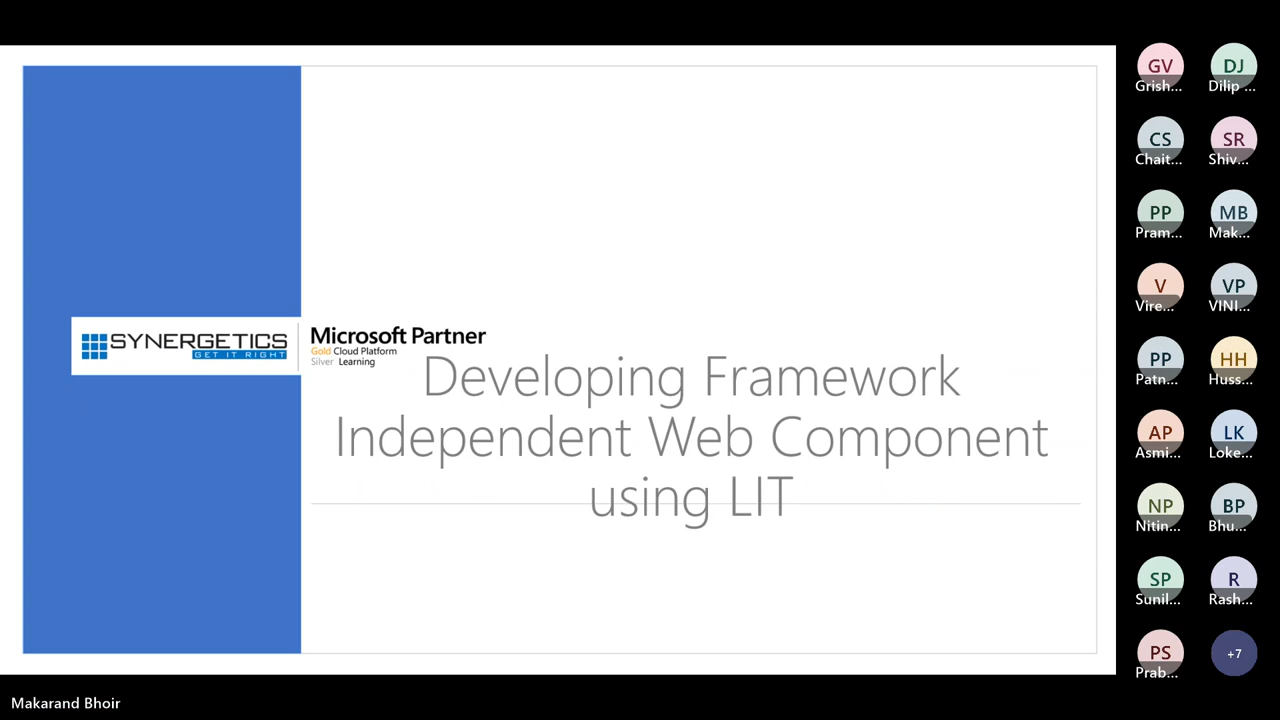 SYNERGETICS
GET IT RIGHT
Microsoft Partner
Gold Cloud Platform
Silver Learning
Developing Framework
Independent Web Component
using LIT
GV DJ
Grish... Dilip ...
CS SR
Chait... Shiv...
PP MB
Pram... Mak...
V VP
Vire... VINI...
PP HH
Patn... Huss...
AP LK
Asmi... Loke...
NP BP
Nitin... Bhu...
SP R
Sunil... Rash...
PS +7
Prab...
Makarand Bhoir